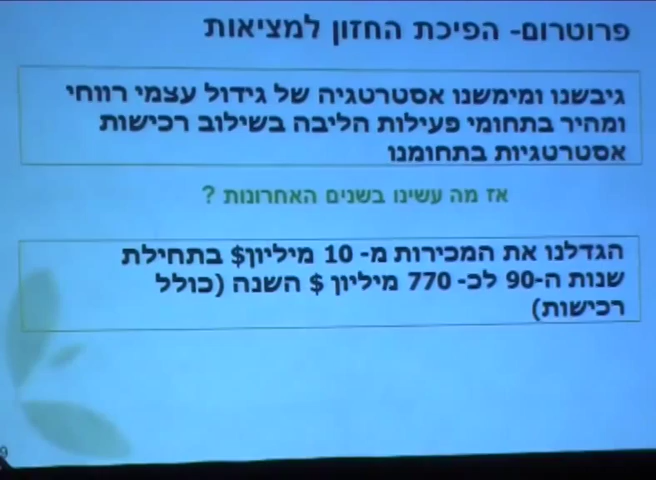 פרוטרום- הפיכת החזון למציאות
גיבשנו ומימשנו אסטרטגיה של גידול עצמי רווחי
ומהיר בתחומי פעילות הליבה בשילוב רכישות
אסטרטגיות בתחומנו
אז מה עשינו בשנים האחרונות ?
הגדלנו את המכירות מ- 10 מיליון$ בתחילת
שנות ה-90 לכ- 770 מיליון $ השנה (כולל
רכישות)
9